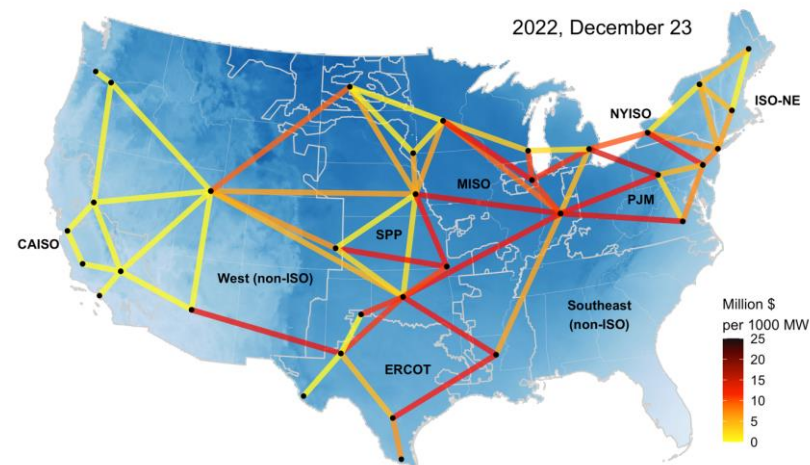 2022, December 23
NYISO
ISO-NE
MISO
PJM
SPP
CAISO
West (non-ISO)
Southeast
(non-ISO)
ERCOT
Million $
per 1000 MW
25
20
15
10
5
0